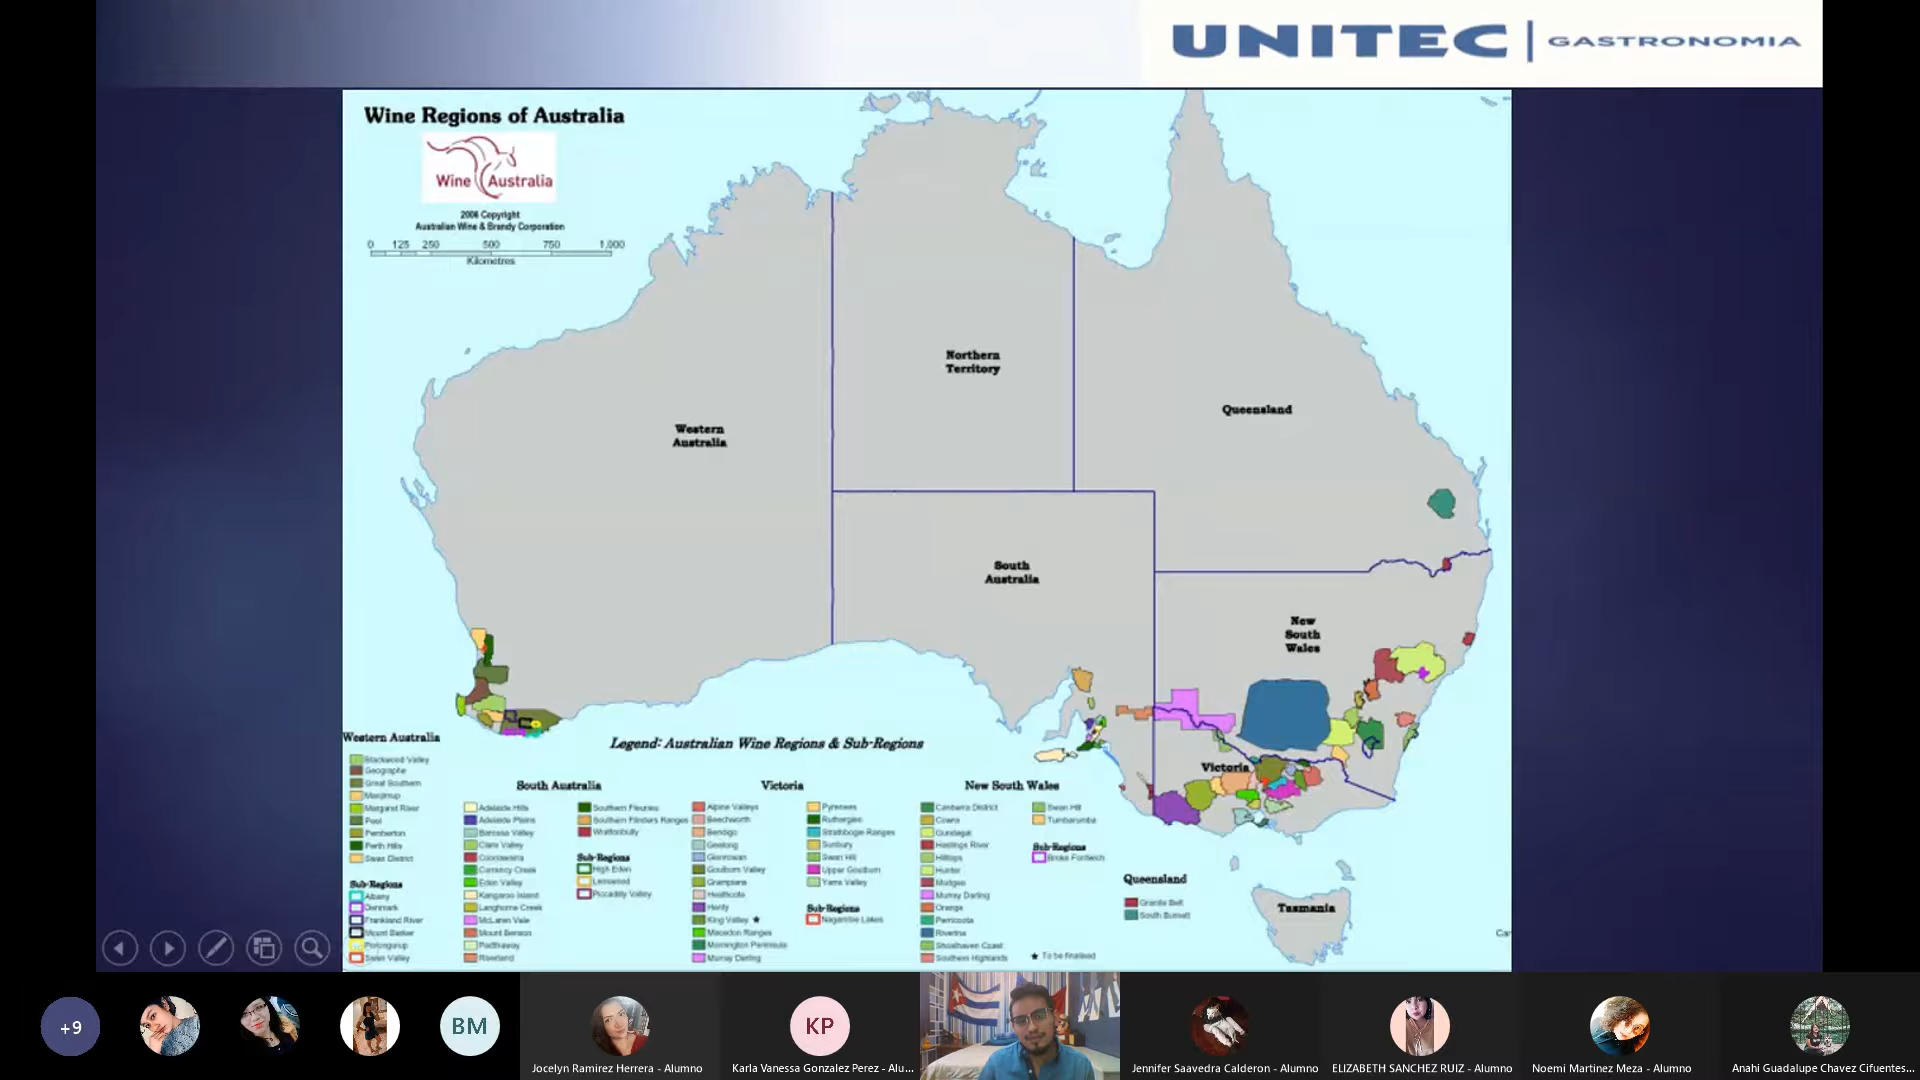 UNITEC | GASTRONOMIA
Wine Regions of Australia
Wine Australia
2006 Copyright
Australian Wine & Brandy Corporation
0 125 250 500 750 1,000
Kilometres
Northern
Territory
Western
Australia
Queensland
South
Australia
New
South
Wales
Victoria
Tasmania
Legend: Australian Wine Regions & Sub-Regions
Western Australia
Blackwood Valley
Geographe
Great Southern
Manjimup
Margaret River
Peel
Pemberton
Perth Hills
Swan District
Sub-Regions
Albany
Denmark
Frankland River
Mount Barker
Porongurup
Swan Valley
South Australia
Adelaide Hills
Adelaide Plains
Barossa Valley
Clare Valley
Coonawarra
Currency Creek
Eden Valley
Kangaroo Island
Langhorne Creek
McLaren Vale
Mount Benson
Padthaway
Riverland
Southern Fleurieu
Southern Flinders Ranges
Wrattonbully
Sub-Regions
High Eden
Lenswood
Piccadilly Valley
Victoria
Alpine Valleys
Beechworth
Bendigo
Geelong
Glenrowan
Goulburn Valley
Grampians
Heathcote
Henty
King Valley ★
Macedon Ranges
Mornington Peninsula
Murray Darling
Pyrenees
Rutherglen
Strathbogie Ranges
Sunbury
Swan Hill
Upper Goulburn
Yarra Valley
Sub-Regions
Nagambie Lakes
New South Wales
Canberra District
Cowra
Gundagai
Hastings River
Hilltops
Hunter
Mudgee
Murray Darling
Orange
Perricoota
Riverina
Shoalhaven Coast
Southern Highlands
Swan Hill
Tumbarumba
Sub-Regions
Broke Fordwich
★ To be finalised
Queensland
Granite Belt
South Burnett
Car
+9
BM
KP
Jocelyn Ramirez Herrera - Alumno
Karla Vanessa Gonzalez Perez - Alu...
Jennifer Saavedra Calderon - Alumno
ELIZABETH SANCHEZ RUIZ - Alumno
Noemi Martinez Meza - Alumno
Anahi Guadalupe Chavez Cifuentes...